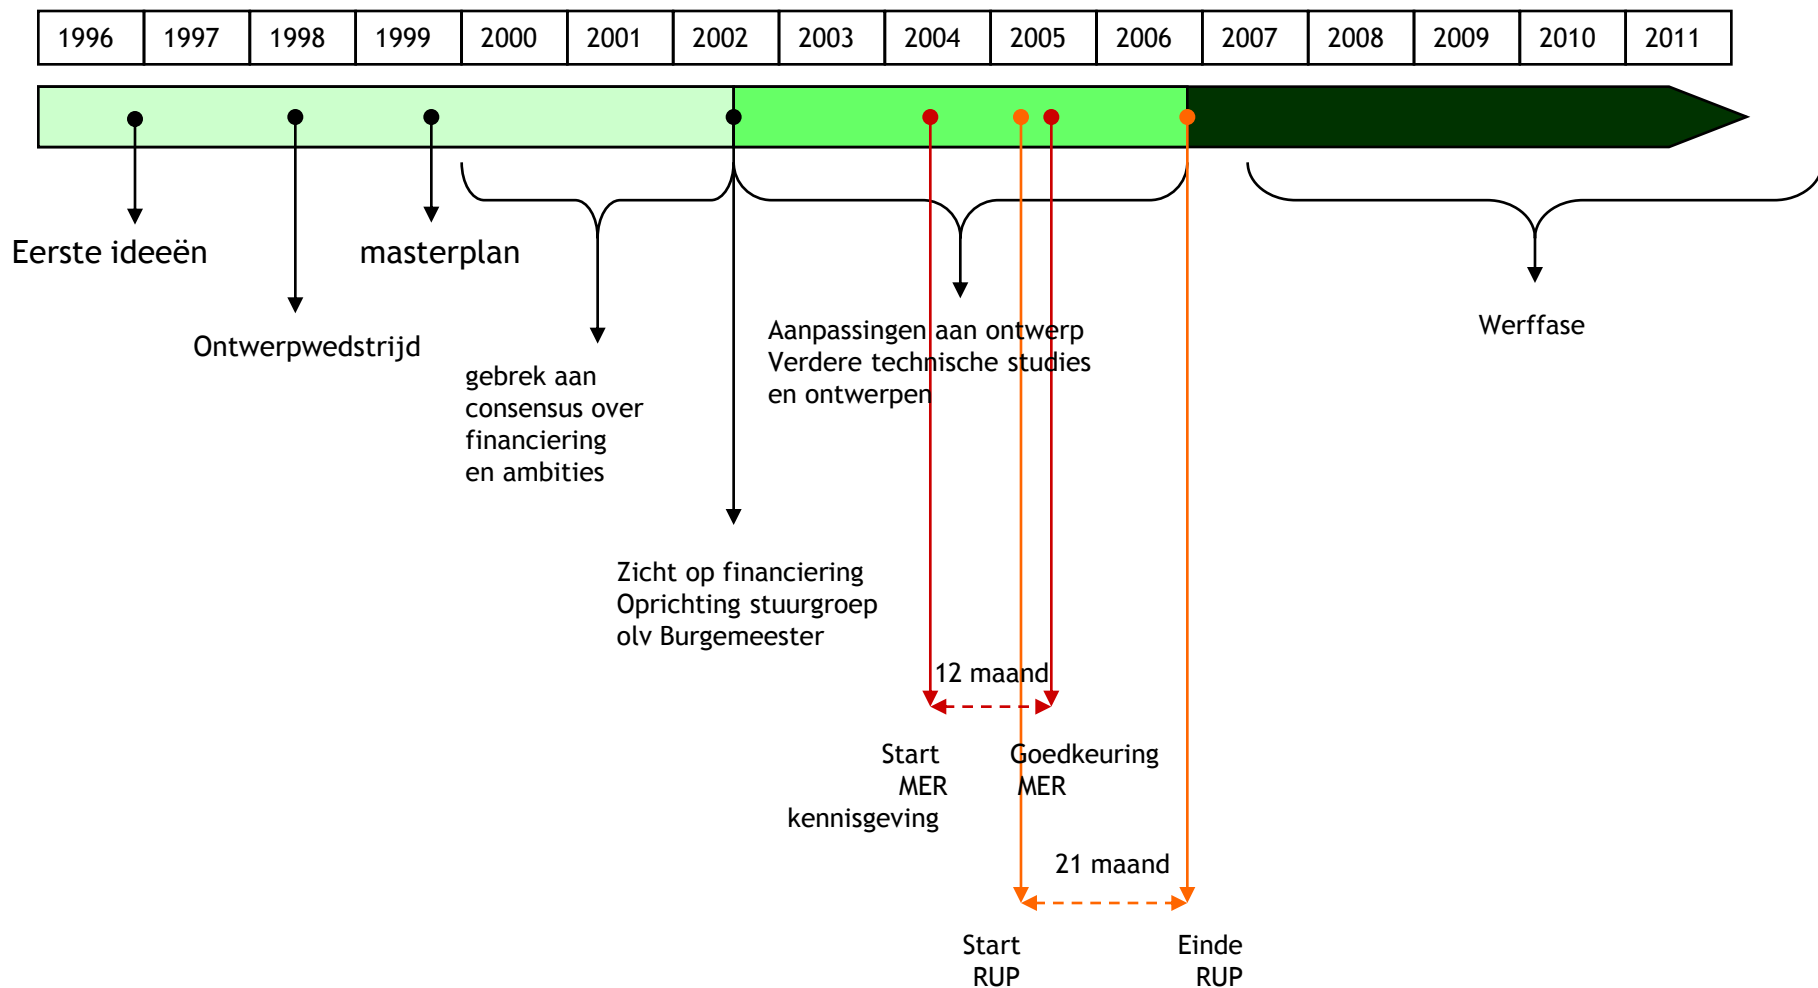 1996 1997 1998 1999 2000 2001 2002 2003 2004 2005 2006 2007 2008 2009 2010 2011
Eerste ideeën
masterplan
Ontwerpwedstrijd
gebrek aan
consensus over
financiering
en ambities
Aanpassingen aan ontwerp
Verdere technische studies
en ontwerpen
Werffase
Zicht op financiering
Oprichting stuurgroep
olv Burgemeester
12 maand
Start
MER
kennisgeving
Goedkeuring
MER
21 maand
Start
RUP
Einde
RUP